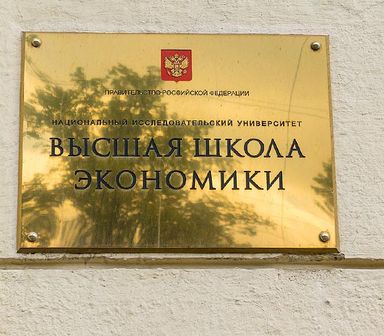 ПРАВИТЕЛЬСТВО РОССИЙСКОЙ ФЕДЕРАЦИИ
НАЦИОНАЛЬНЫЙ ИССЛЕДОВАТЕЛЬСКИЙ УНИВЕРСИТЕТ
ВЫСШАЯ ШКОЛА
ЭКОНОМИКИ